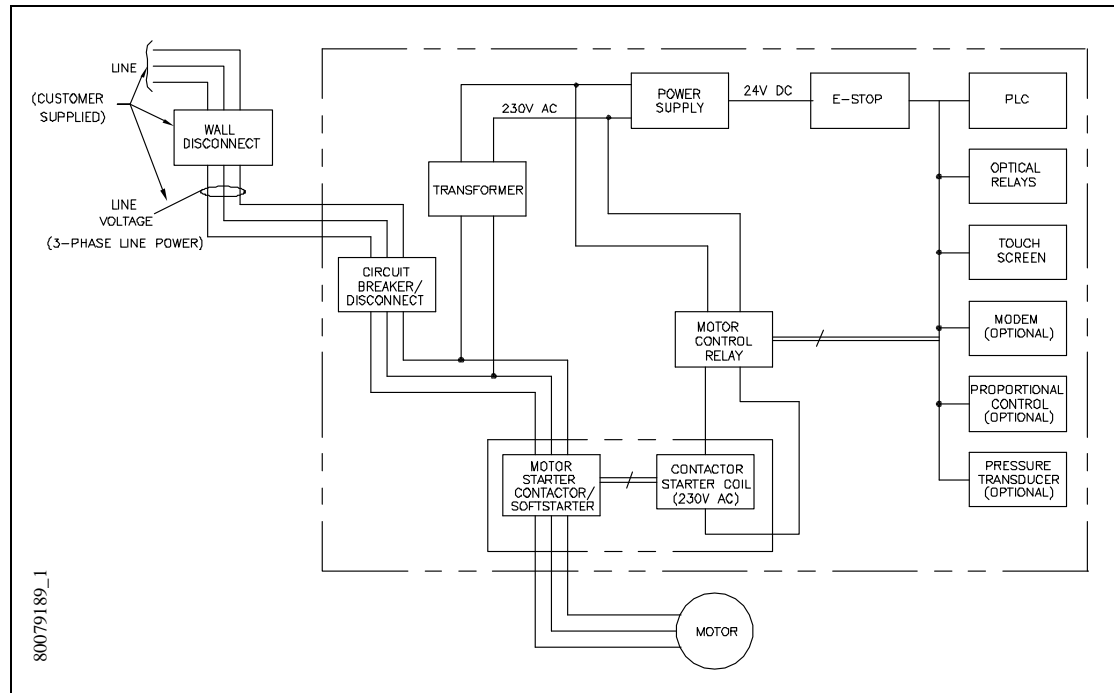 LINE
(CUSTOMER
SUPPLIED)
WALL
DISCONNECT
LINE
VOLTAGE
(3-PHASE LINE POWER)
230V AC
POWER
SUPPLY
24V DC
E-STOP
PLC
TRANSFORMER
OPTICAL
RELAYS
TOUCH
SCREEN
CIRCUIT
BREAKER/
DISCONNECT
MOTOR
CONTROL
RELAY
MODEM
(OPTIONAL)
PROPORTIONAL
CONTROL
(OPTIONAL)
MOTOR
STARTER
CONTACTOR/
SOFTSTARTER
CONTACTOR
STARTER COIL
(230V AC)
PRESSURE
TRANSDUCER
(OPTIONAL)
MOTOR
80079189_1